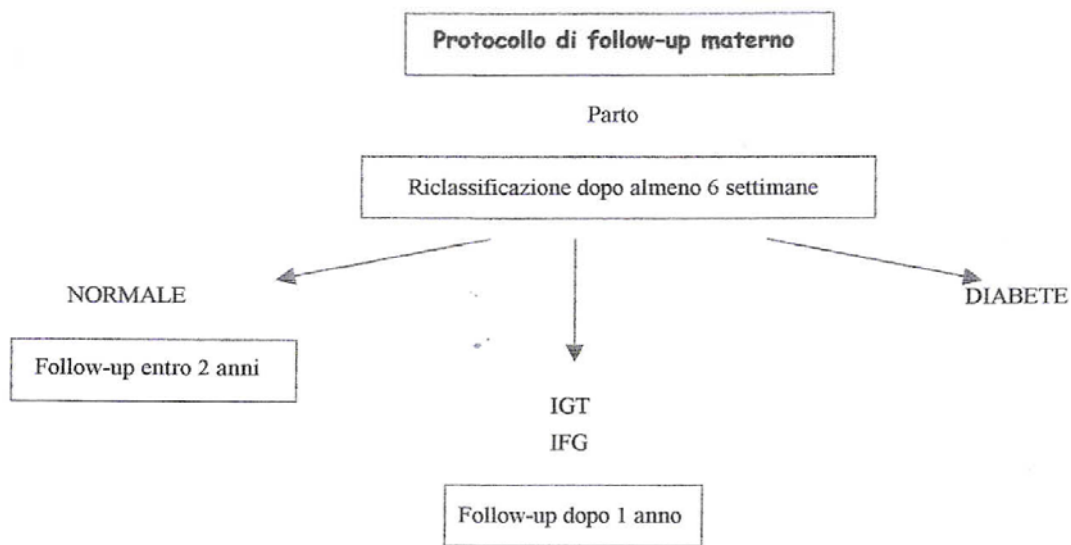 Protocollo di follow-up materno
Parto
Riclassificazione dopo almeno 6 settimane
NORMALE
DIABETE
Follow-up entro 2 anni
IGT
IFG
Follow-up dopo 1 anno